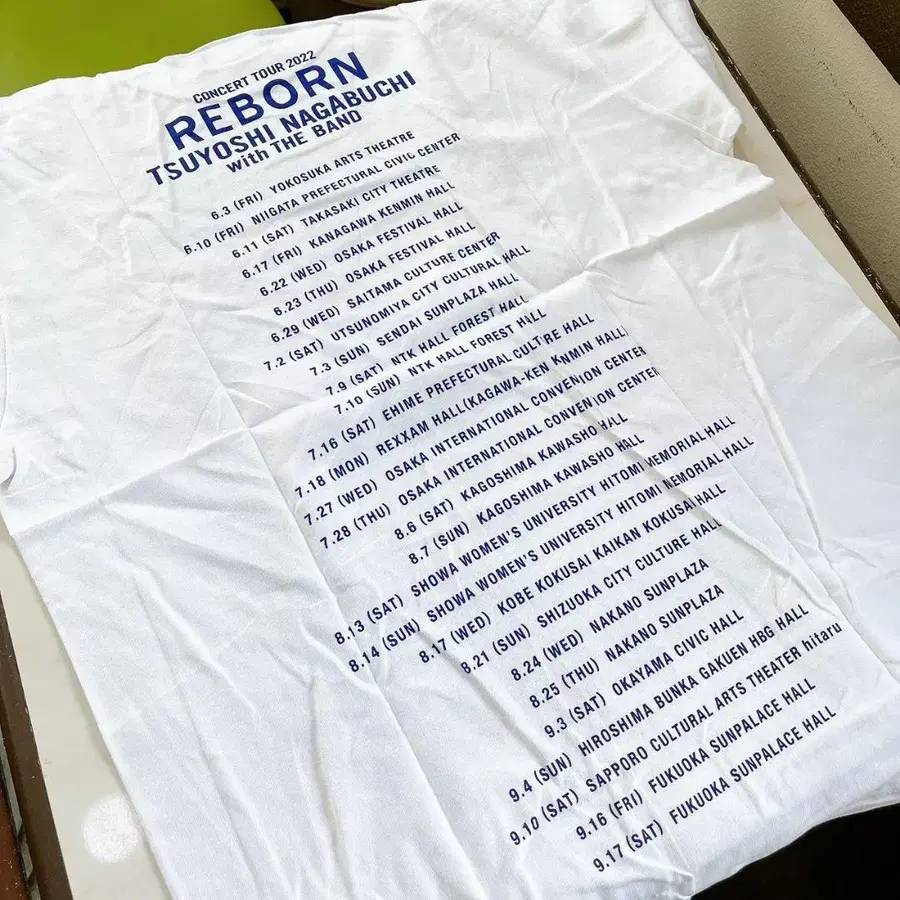 CONCERT TOUR 2022
REBORN
TSUYOSHI NAGABUCHI
with THE BAND
6.3 (FRI) YOKOSUKA ARTS THEATRE
6.10 (FRI) NIIGATA PREFECTURAL CIVIC CENTER
6.11 (SAT) TAKASAKI CITY THEATRE
6.17 (FRI) KANAGAWA KENMIN HALL
6.22 (WED) OSAKA FESTIVAL HALL
6.23 (THU) OSAKA FESTIVAL HALL
6.29 (WED) SAITAMA CULTURE CENTER
7.2 (SAT) UTSUNOMIYA CITY CULTURAL HALL
7.3 (SUN) SENDAI SUNPLAZA HALL
7.9 (SAT) NTK HALL FOREST HALL
7.10 (SUN) NTK HALL FOREST HALL
7.16 (SAT) EHIME PREFECTURAL CULTURE HALL
7.18 (MON) REXXAM HALL(KAGAWA-KEN KENMIN HALL)
7.27 (WED) OSAKA INTERNATIONAL CONVENTION CENTER
7.28 (THU) OSAKA INTERNATIONAL CONVENTION CENTER
8.6 (SAT) KAGOSHIMA KAWASHO HALL
8.7 (SUN) KAGOSHIMA KAWASHO HALL
8.13 (SAT) SHOWA WOMEN'S UNIVERSITY HITOMI MEMORIAL HALL
8.14 (SUN) SHOWA WOMEN'S UNIVERSITY HITOMI MEMORIAL HALL
8.17 (WED) KOBE KOKUSAI KAIKAN KOKUSAI HALL
8.21 (SUN) SHIZUOKA CITY CULTURE HALL
8.24 (WED) NAKANO SUNPLAZA
8.25 (THU) NAKANO SUNPLAZA
9.3 (SAT) OKAYAMA CIVIC HALL
9.4 (SUN) HIROSHIMA BUNKA GAKUEN HBG HALL
9.10 (SAT) SAPPORO CULTURAL ARTS THEATER hitaru
9.16 (FRI) FUKUOKA SUNPALACE HALL
9.17 (SAT) FUKUOKA SUNPALACE HALL